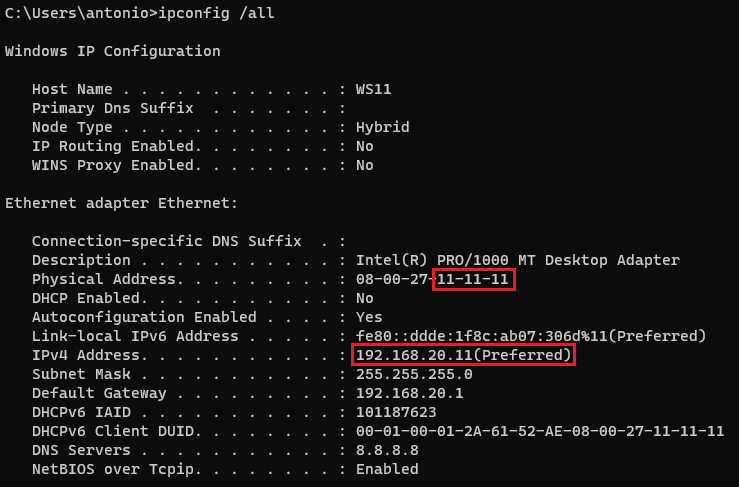 C:\Users\antonio>ipconfig /all
Windows IP Configuration
Host Name . . . . . . . . . . . . : WS11
Primary Dns Suffix  . . . . . . . :
Node Type . . . . . . . . . . . . : Hybrid
IP Routing Enabled. . . . . . . . : No
WINS Proxy Enabled. . . . . . . . : No
Ethernet adapter Ethernet:
Connection-specific DNS Suffix  . :
Description . . . . . . . . . . . : Intel(R) PRO/1000 MT Desktop Adapter
Physical Address. . . . . . . . . : 08-00-27-11-11-11
DHCP Enabled. . . . . . . . . . . : No
Autoconfiguration Enabled . . . . : Yes
Link-local IPv6 Address . . . . . : fe80::ddde:1f8c:ab07:306d%11(Preferred)
IPv4 Address. . . . . . . . . . . : 192.168.20.11(Preferred)
Subnet Mask . . . . . . . . . . . : 255.255.255.0
Default Gateway . . . . . . . . . : 192.168.20.1
DHCPv6 IAID . . . . . . . . . . . : 101187623
DHCPv6 Client DUID. . . . . . . . : 00-01-00-01-2A-61-52-AE-08-00-27-11-11-11
DNS Servers . . . . . . . . . . . : 8.8.8.8
NetBIOS over Tcpip. . . . . . . . : Enabled